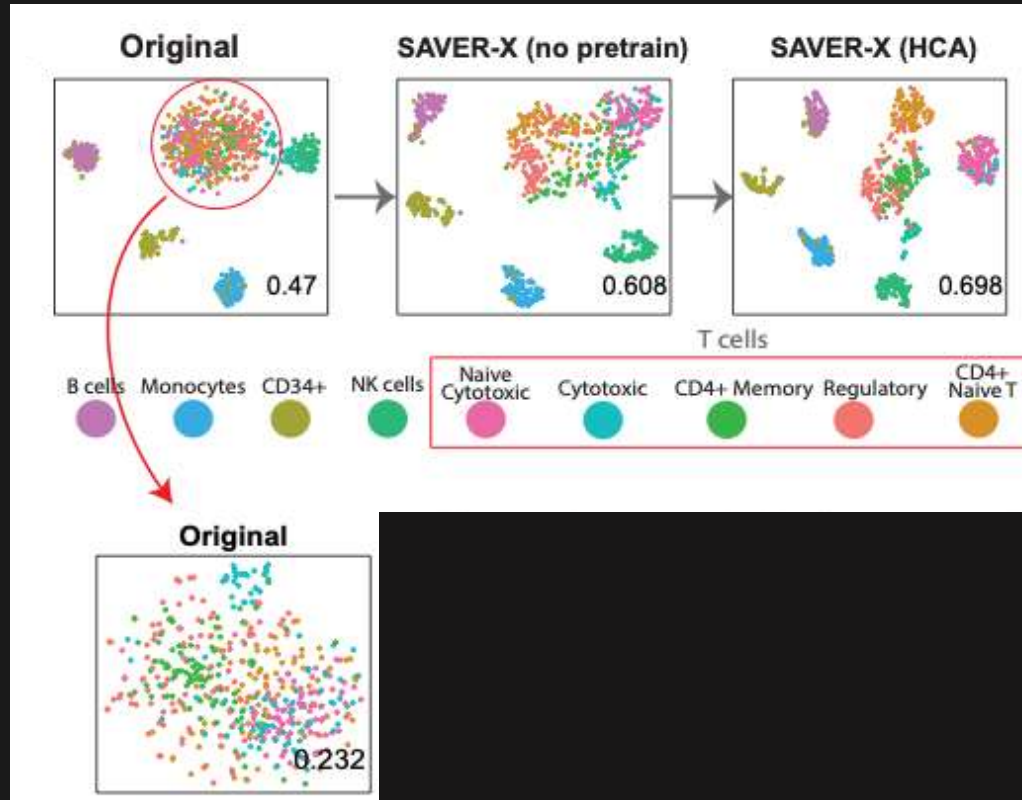 Original
SAVER-X (no pretrain)
SAVER-X (HCA)
0.47
0.608
0.698
T cells
B cells
Monocytes
CD34+
NK cells
Naive
Cytotoxic
Cytotoxic
CD4+ Memory
Regulatory
CD4+
Naive T
Original
0.232